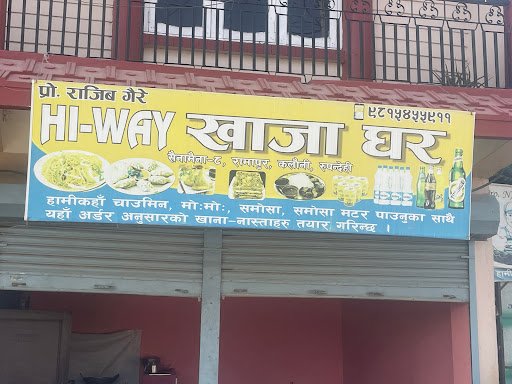 प्रो. राजिब गैरे
९८१५४५५९११
HI-WAY खाजा घर
सैनामैना-८, रामापुर, कलौनी, रुपन्देही
हामीकहाँ चाउमिन, मो:मो:, समोसा, समोसा मटर पाउनुका साथै
यहाँ अर्डर अनुसारको खाना-नास्ताहरु तयार गरिन्छ ।